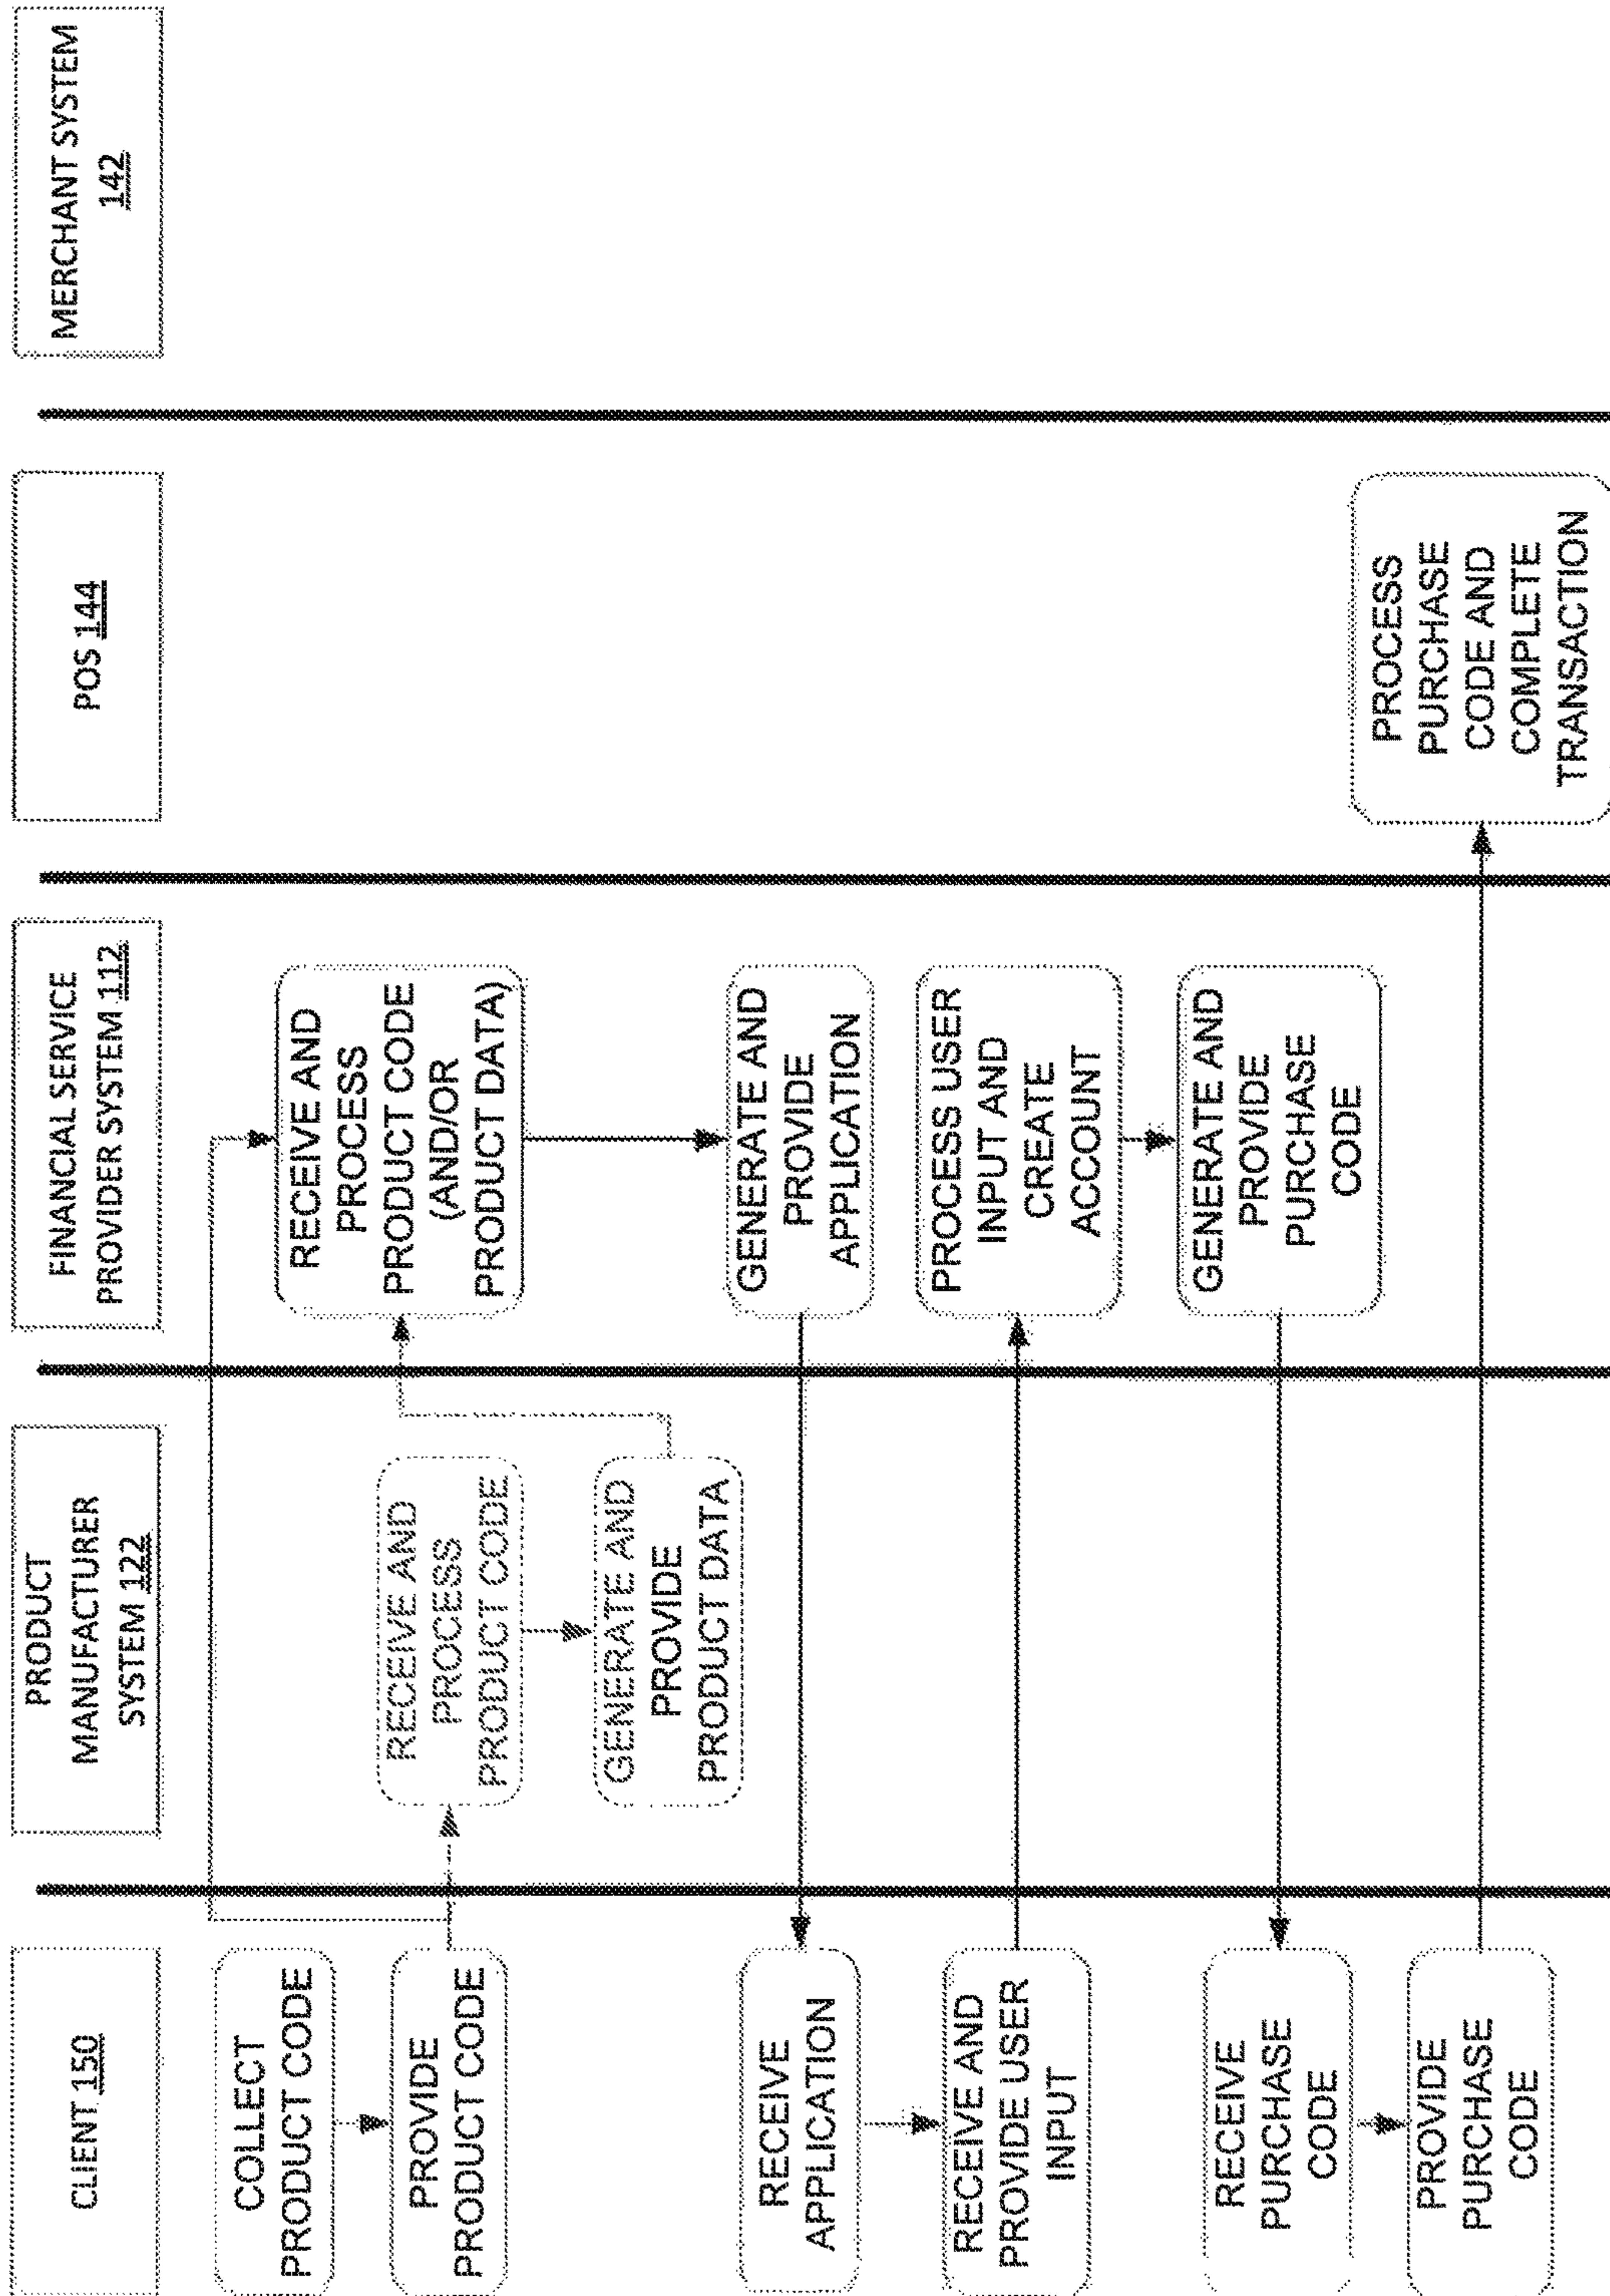 CLIENT 150
PRODUCT
MANUFACTURER
SYSTEM 122
FINANCIAL SERVICE
PROVIDER SYSTEM 112
POS 144
MERCHANT SYSTEM
142
COLLECT
PRODUCT CODE
PROVIDE
PRODUCT CODE
RECEIVE AND
PROCESS
PRODUCT CODE
GENERATE AND
PROVIDE
PRODUCT DATA
RECEIVE AND
PROCESS
PRODUCT CODE
(AND/OR
PRODUCT DATA)
GENERATE AND
PROVIDE
APPLICATION
RECEIVE
APPLICATION
RECEIVE AND
PROVIDE USER
INPUT
PROCESS USER
INPUT AND
CREATE
ACCOUNT
GENERATE AND
PROVIDE
PURCHASE
CODE
RECEIVE
PURCHASE
CODE
PROVIDE
PURCHASE
CODE
PROCESS
PURCHASE
CODE AND
COMPLETE
TRANSACTION